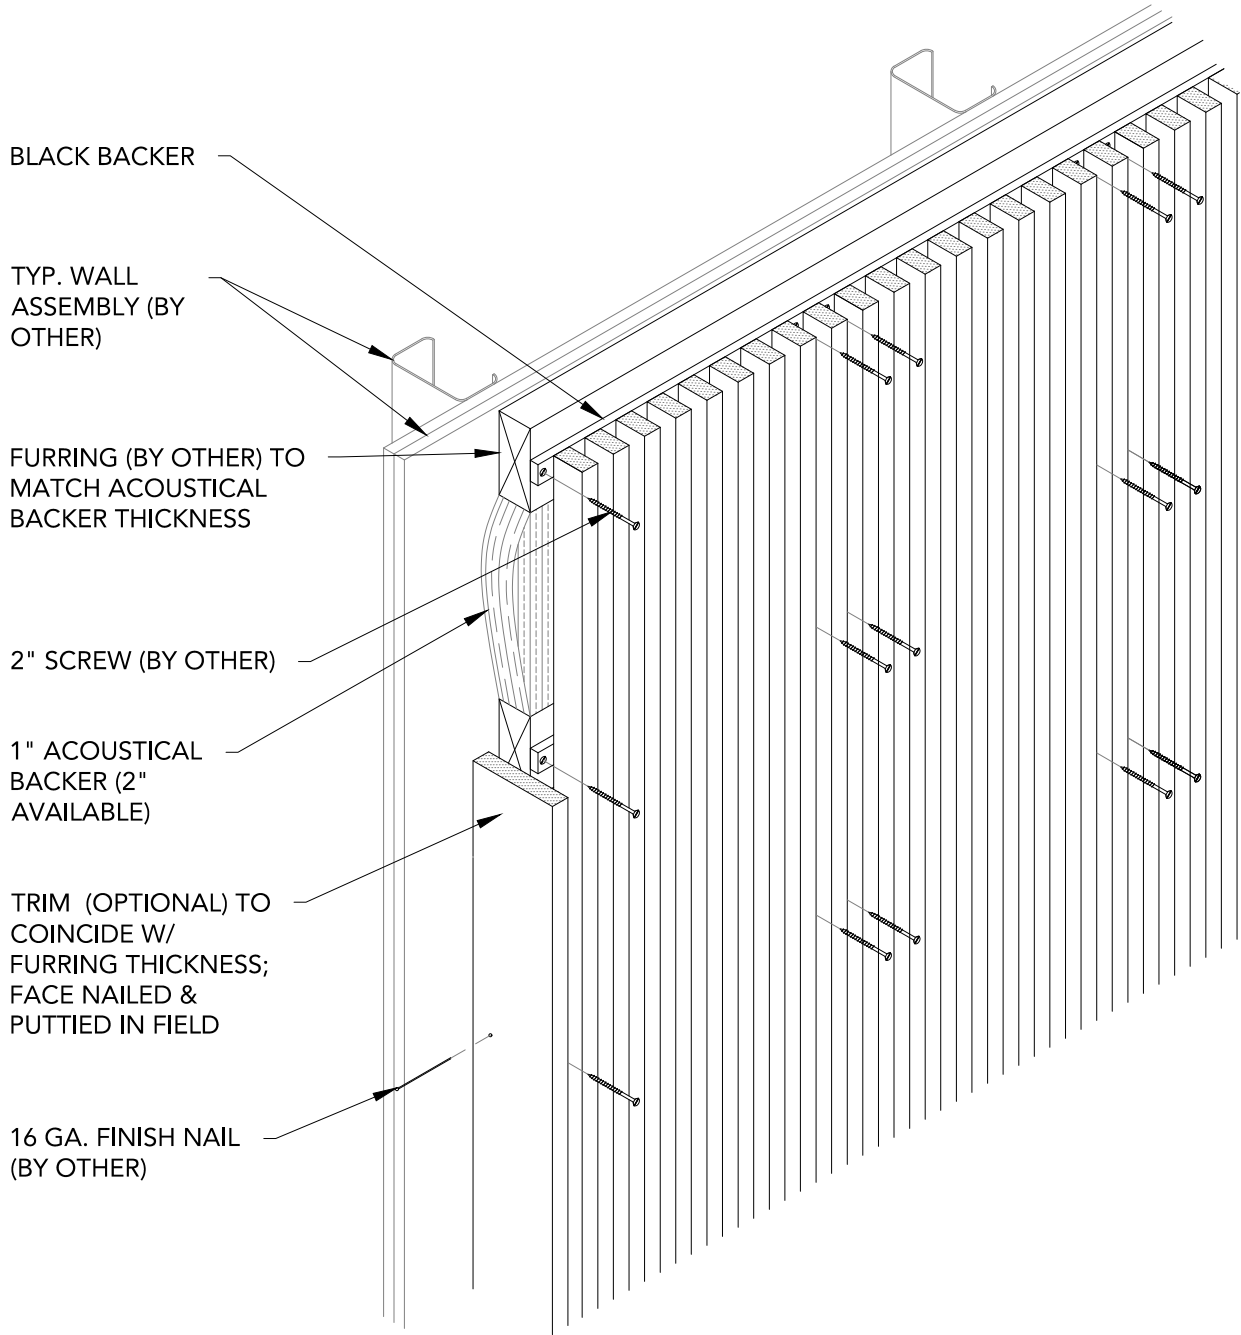 BLACK BACKER
TYP. WALL
ASSEMBLY (BY
OTHER)
FURRING (BY OTHER) TO
MATCH ACOUSTICAL
BACKER THICKNESS
2" SCREW (BY OTHER)
1" ACOUSTICAL
BACKER (2"
AVAILABLE)
TRIM (OPTIONAL) TO
COINCIDE W/
FURRING THICKNESS;
FACE NAILED &
PUTTIED IN FIELD
16 GA. FINISH NAIL
(BY OTHER)